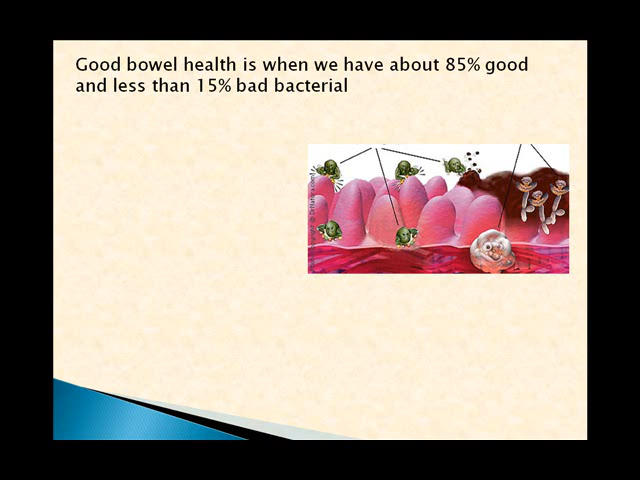 Good bowel health is when we have about 85% good
and less than 15% bad bacterial